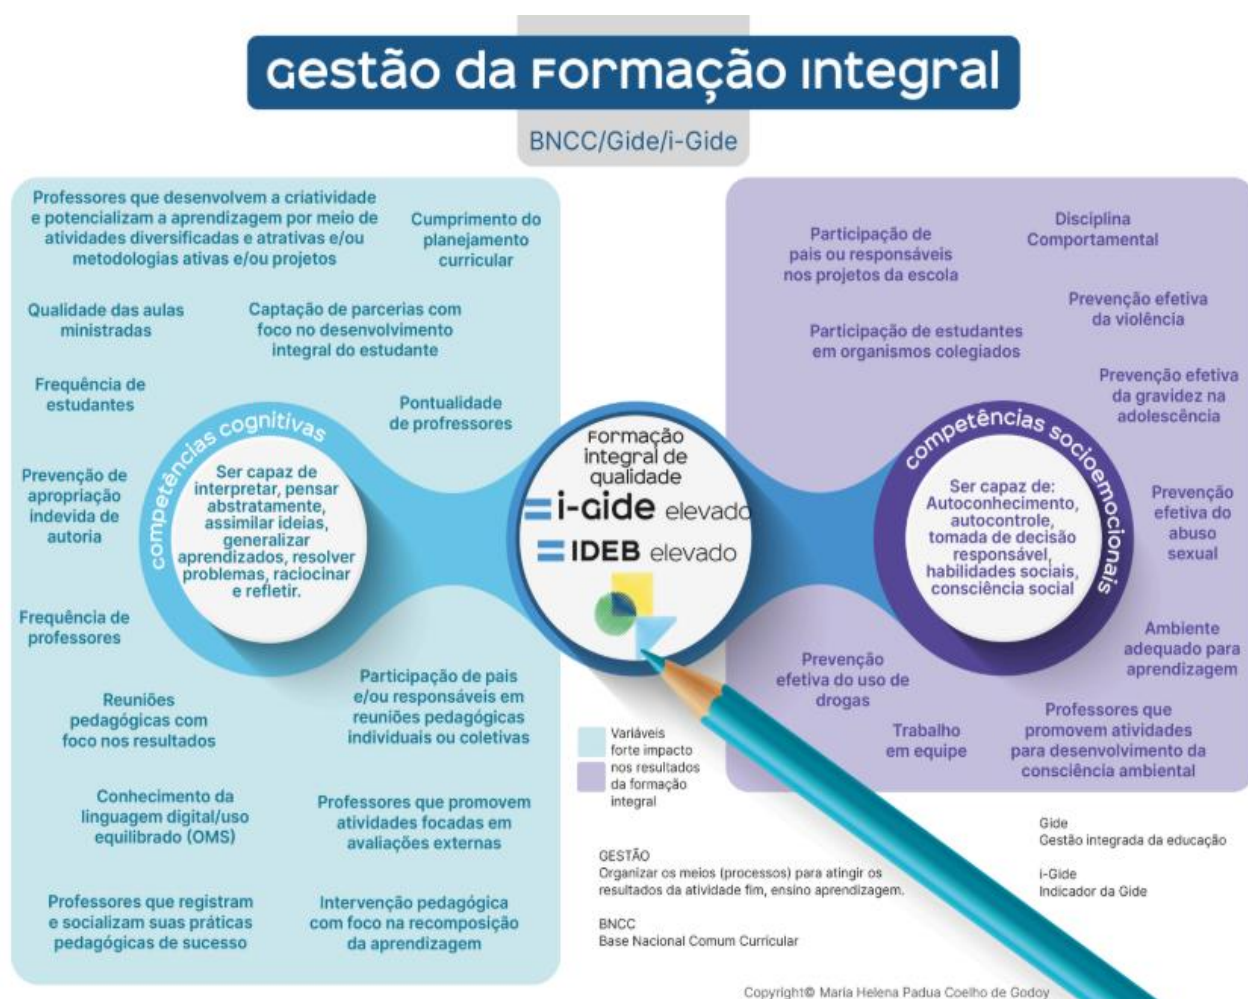 Gestão da Formação Integral
BNCC/Gide/i-Gide
Professores que desenvolvem a criatividade
e potencializam a aprendizagem por meio de
atividades diversificadas e atrativas e/ou
metodologias ativas e/ou projetos
Cumprimento do
planejamento
curricular
Qualidade das aulas
ministradas
Captação de parcerias com
foco no desenvolvimento
integral do estudante
Frequência de
estudantes
Pontualidade
de profressores
competências cognitivas
Ser capaz de
interpretar, pensar
abstratamente,
assimilar ideias,
generalizar
aprendizados, resolver
problemas, raciocinar
e refletir.
Prevenção de
apropriação
indevida de
autoria
Frequência de
professores
Reuniões
pedagógicas com
foco nos resultados
Participação de pais
e/ou responsáveis em
reuniões pedagógicas
individuais ou coletivas
Conhecimento da
linguagem digital/uso
equilibrado (OMS)
Professores que promovem
atividades focadas em
avaliações externas
Professores que registram
e socializam suas práticas
pedagógicas de sucesso
Intervenção pedagógica
com foco na recomposição
da aprendizagem
Formação
integral de
qualidade
= i-Gide elevado
= IDEB elevado
Participação de
pais ou responsáveis
nos projetos da escola
Disciplina
Comportamental
Participação de estudantes
em organismos colegiados
Prevenção efetiva
da violência
Prevenção efetiva
da gravidez na
adolescência
competências socioemocionais
Ser capaz de:
Autoconhecimento,
autocontrole,
tomada de decisão
responsável,
habilidades sociais,
consciência social
Prevenção
efetiva do
abuso
sexual
Ambiente
adequado para
aprendizagem
Prevenção
efetiva do uso de
drogas
Trabalho
em equipe
Professores que
promovem atividades
para desenvolvimento da
consciência ambiental
Variáveis
forte impacto
nos resultados
da formação
integral
GESTÃO
Organizar os meios (processos) para atingir os
resultados da atividade fim, ensino aprendizagem.
BNCC
Base Nacional Comum Curricular
Gide
Gestão integrada da educação
i-Gide
Indicador da Gide
Copyright© Maria Helena Padua Coelho de Godoy